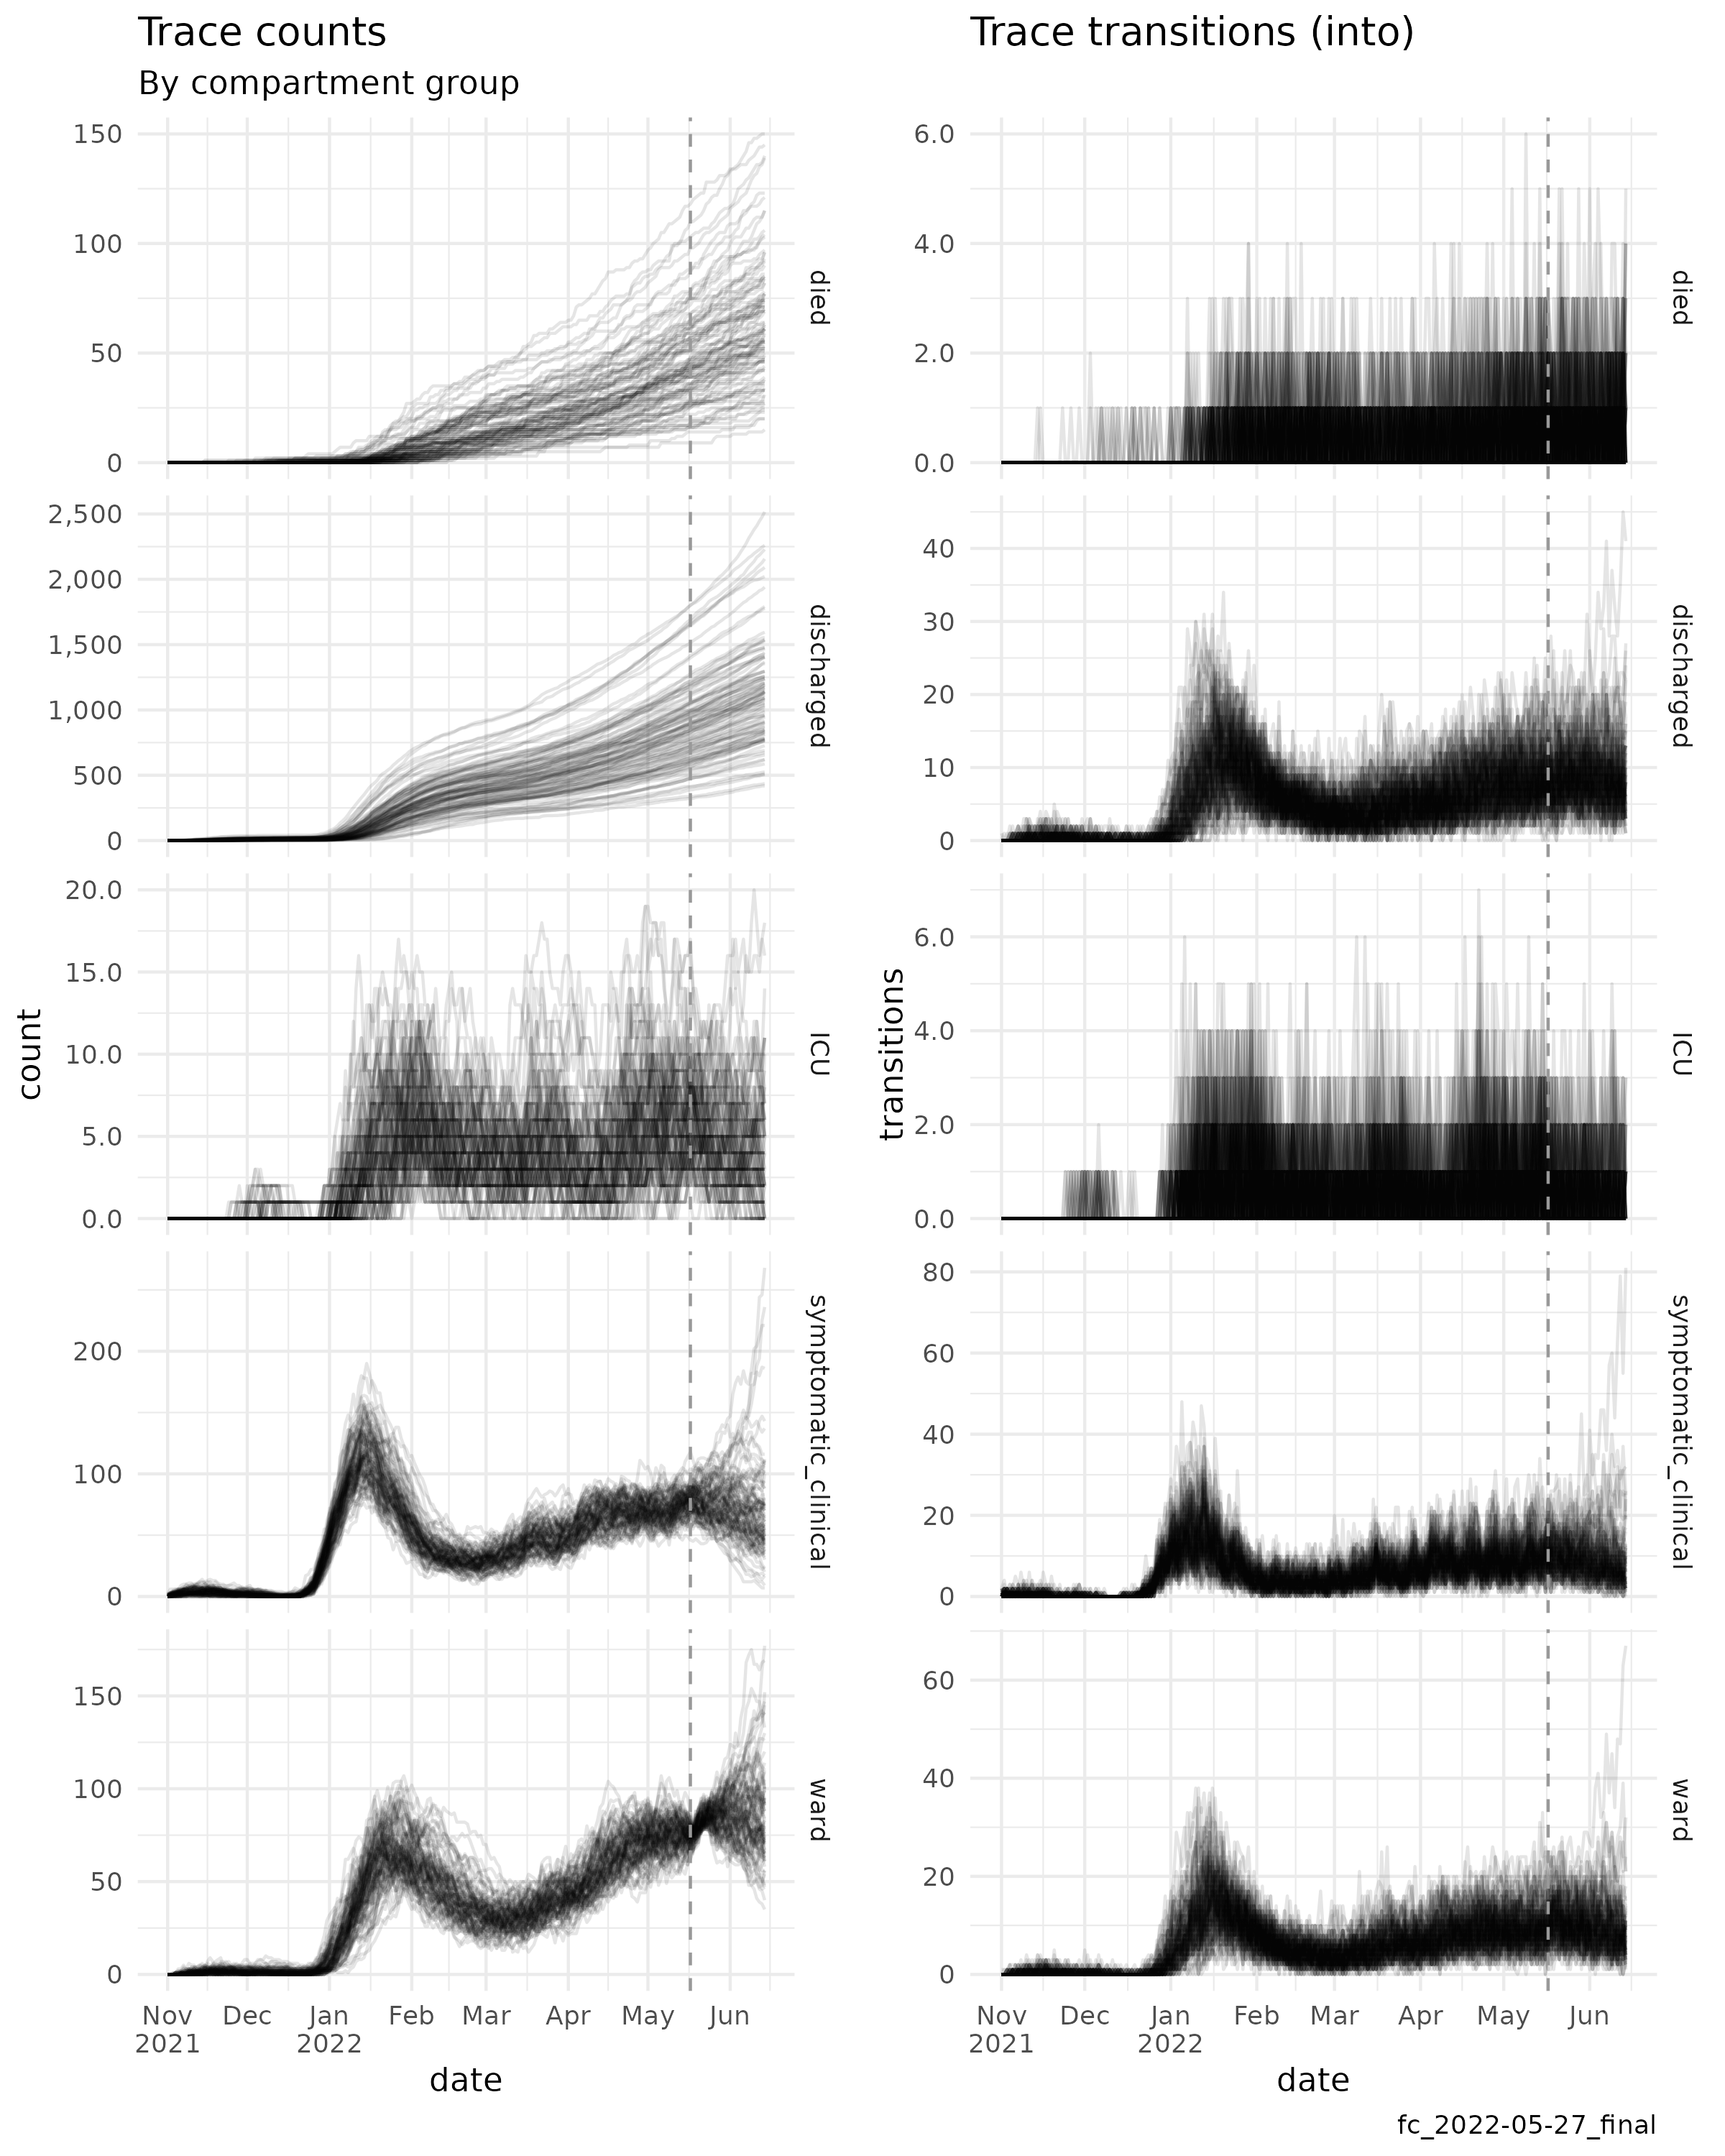 Trace counts
By compartment group
count
150
100
50
0
died
2,500
2,000
1,500
1,000
500
0
discharged
20.0
15.0
10.0
5.0
0.0
ICU
200
100
0
symptomatic_clinical
150
100
50
0
ward
Nov Dec Jan Feb Mar Apr May Jun
2021 2022
date
Trace transitions (into)
transitions
6.0
4.0
2.0
0.0
died
40
30
20
10
0
discharged
6.0
4.0
2.0
0.0
ICU
80
60
40
20
0
symptomatic_clinical
60
40
20
0
ward
Nov Dec Jan Feb Mar Apr May Jun
2021 2022
date
fc_2022-05-27_final